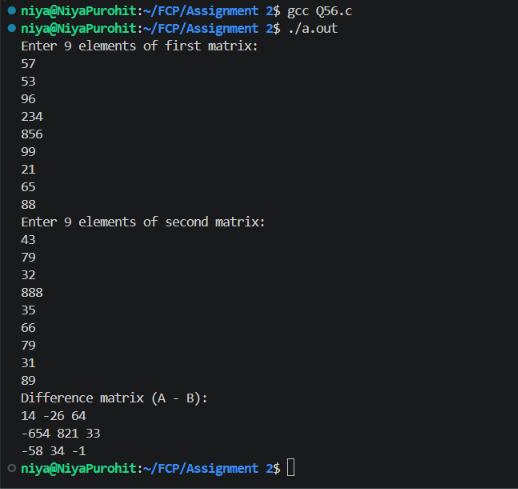 niya@NiyaPurohit:~/FCP/Assignment 2$ gcc Q56.c
niya@NiyaPurohit:~/FCP/Assignment 2$ ./a.out
Enter 9 elements of first matrix:
57
53
96
234
856
99
21
65
88
Enter 9 elements of second matrix:
43
79
32
888
35
66
79
31
89
Difference matrix (A - B):
14 -26 64
-654 821 33
-58 34 -1
niya@NiyaPurohit:~/FCP/Assignment 2$